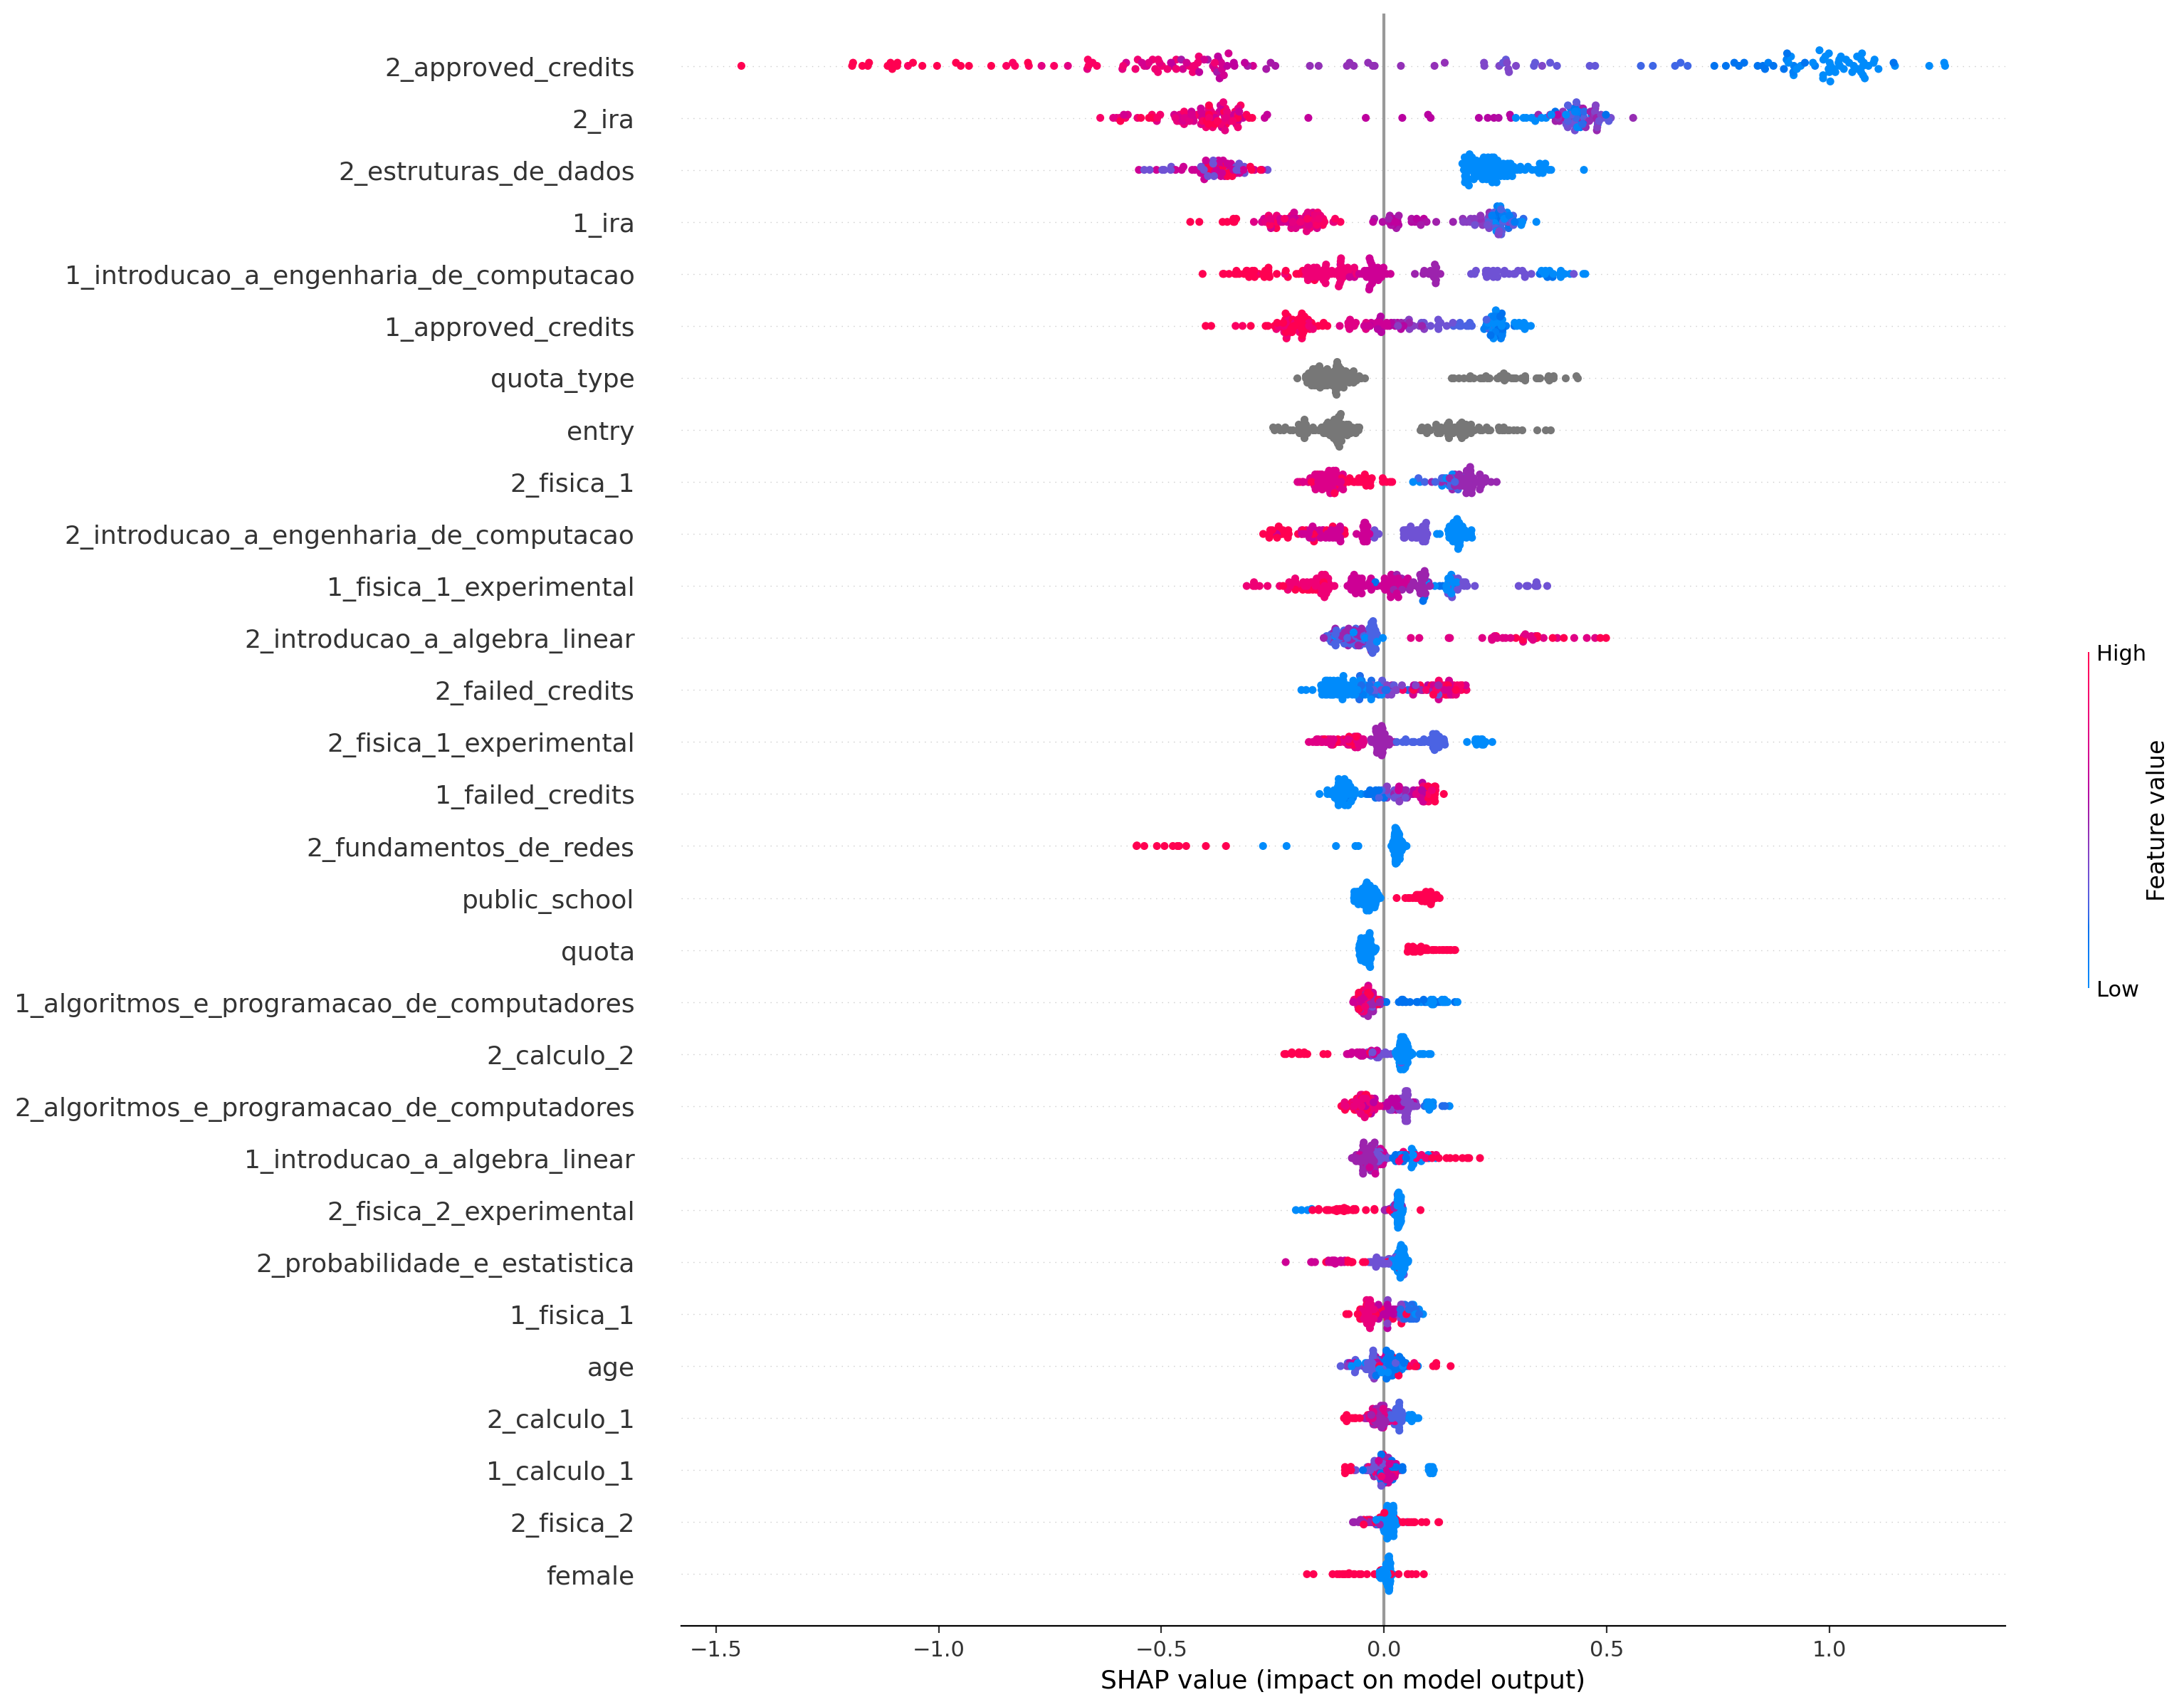 2_approved_credits
2_ira
2_estruturas_de_dados
1_ira
1_introducao_a_engenharia_de_computacao
1_approved_credits
quota_type
entry
2_fisica_1
2_introducao_a_engenharia_de_computacao
1_fisica_1_experimental
2_introducao_a_algebra_linear
2_failed_credits
2_fisica_1_experimental
1_failed_credits
2_fundamentos_de_redes
public_school
quota
1_algoritmos_e_programacao_de_computadores
2_calculo_2
2_algoritmos_e_programacao_de_computadores
1_introducao_a_algebra_linear
2_fisica_2_experimental
2_probabilidade_e_estatistica
1_fisica_1
age
2_calculo_1
1_calculo_1
2_fisica_2
female
−1.5 −1.0 −0.5 0.0 0.5 1.0
SHAP value (impact on model output)
High
Feature value
Low